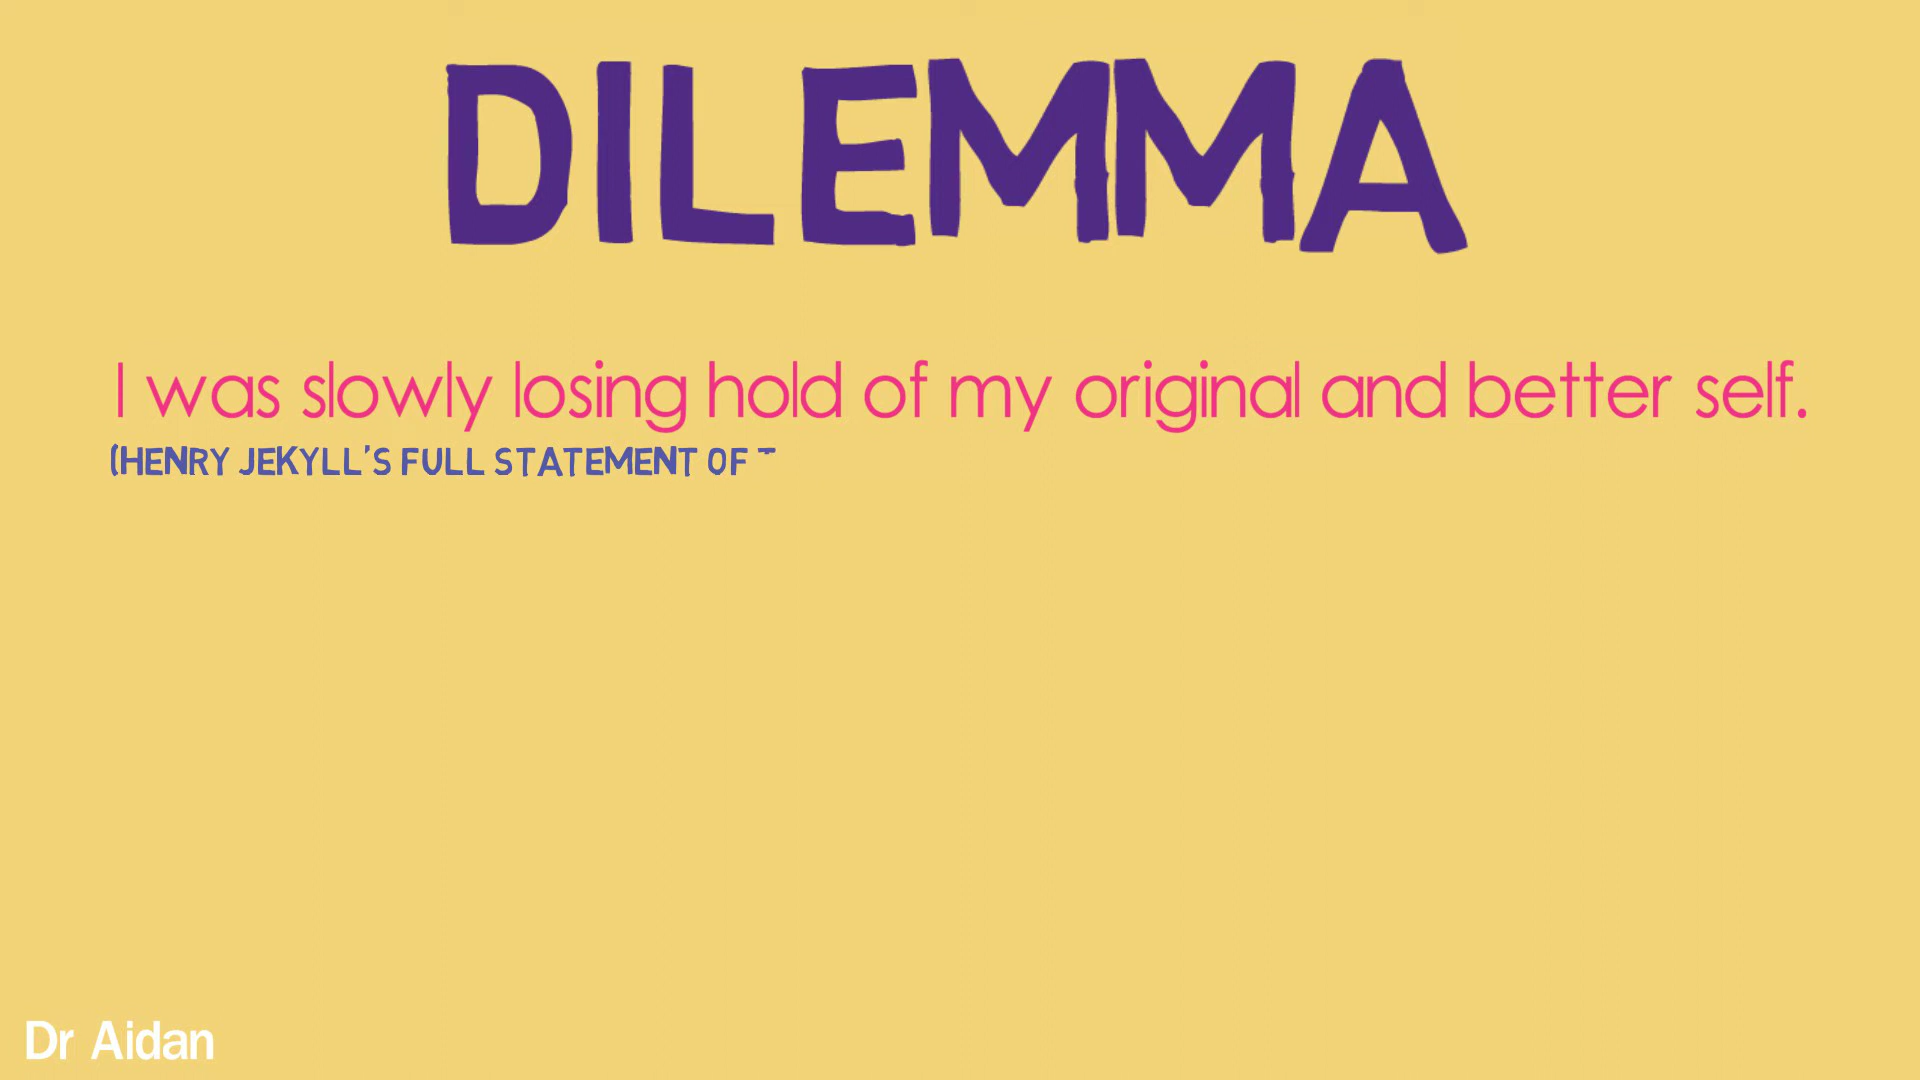 DILEMMA
I was slowly losing hold of my original and better self.
(HENRY JEKYLL'S FULL STATEMENT OF
Dr Aidan